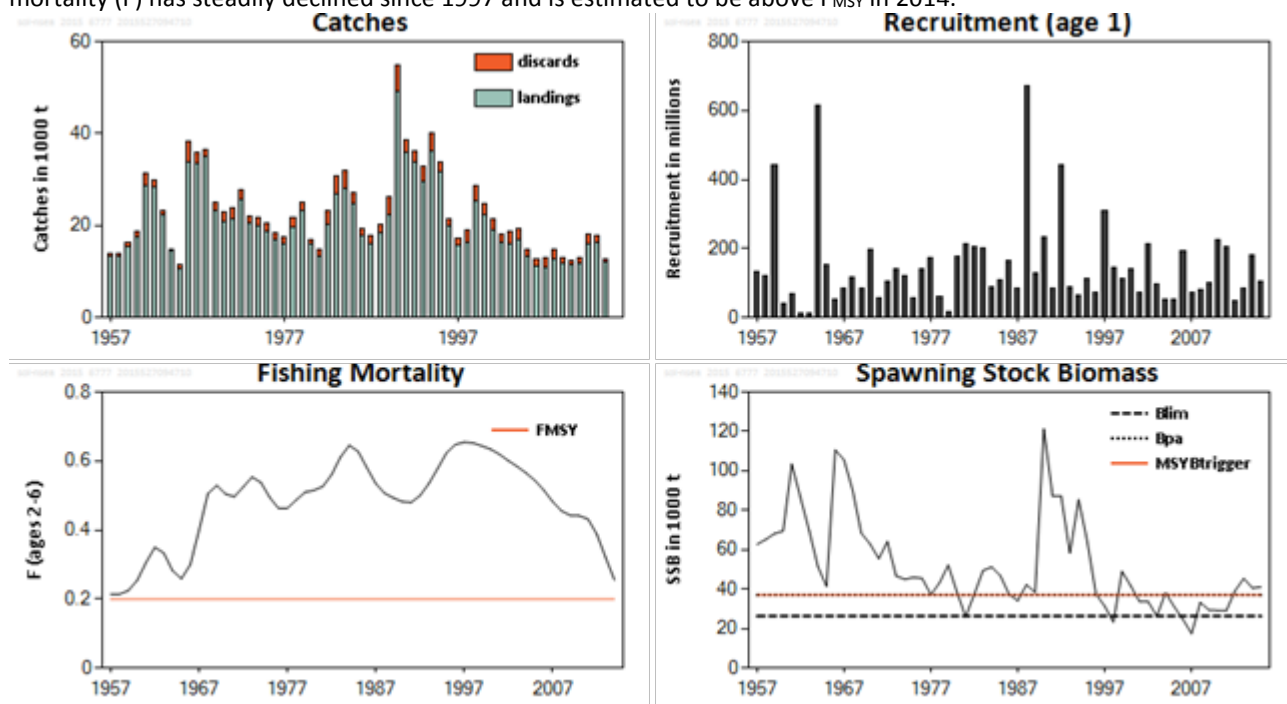 mortality (F) has steadily declined since 1997 and is estimated to be above FMSY in 2014.
Catches
discards
landings
Catches in 1000 t
60
40
20
0
1957
1977
1997
Recruitment (age 1)
Recruitment in millions
800
600
400
200
0
1957
1967
1977
1987
1997
2007
Fishing Mortality
FMSY
F (ages 2-6)
0.8
0.6
0.4
0.2
0
1957
1967
1977
1987
1997
2007
Spawning Stock Biomass
Blim
Bpa
MSYBtrigger
SSB in 1000 t
140
120
100
80
60
40
20
0
1957
1967
1977
1987
1997
2007